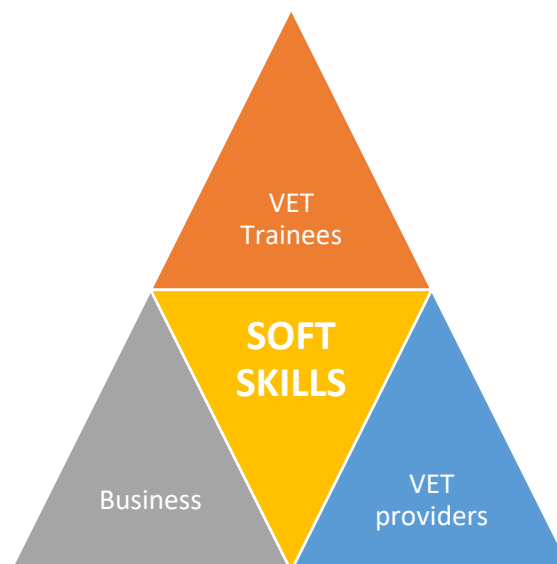 VET
Trainees
SOFT
SKILLS
Business
VET
providers